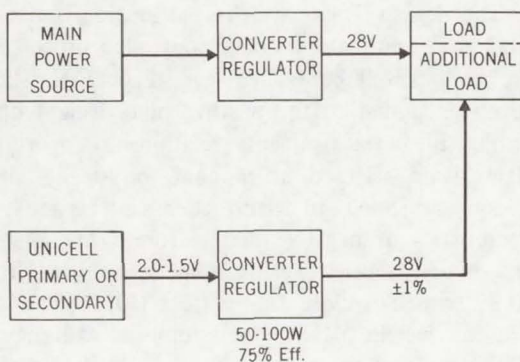 MAIN
POWER
SOURCE
CONVERTER
REGULATOR
28V
LOAD
ADDITIONAL
LOAD
UNICELL
PRIMARY OR
SECONDARY
2.0-1.5V
CONVERTER
REGULATOR
28V
±1%
50-100W
75% Eff.